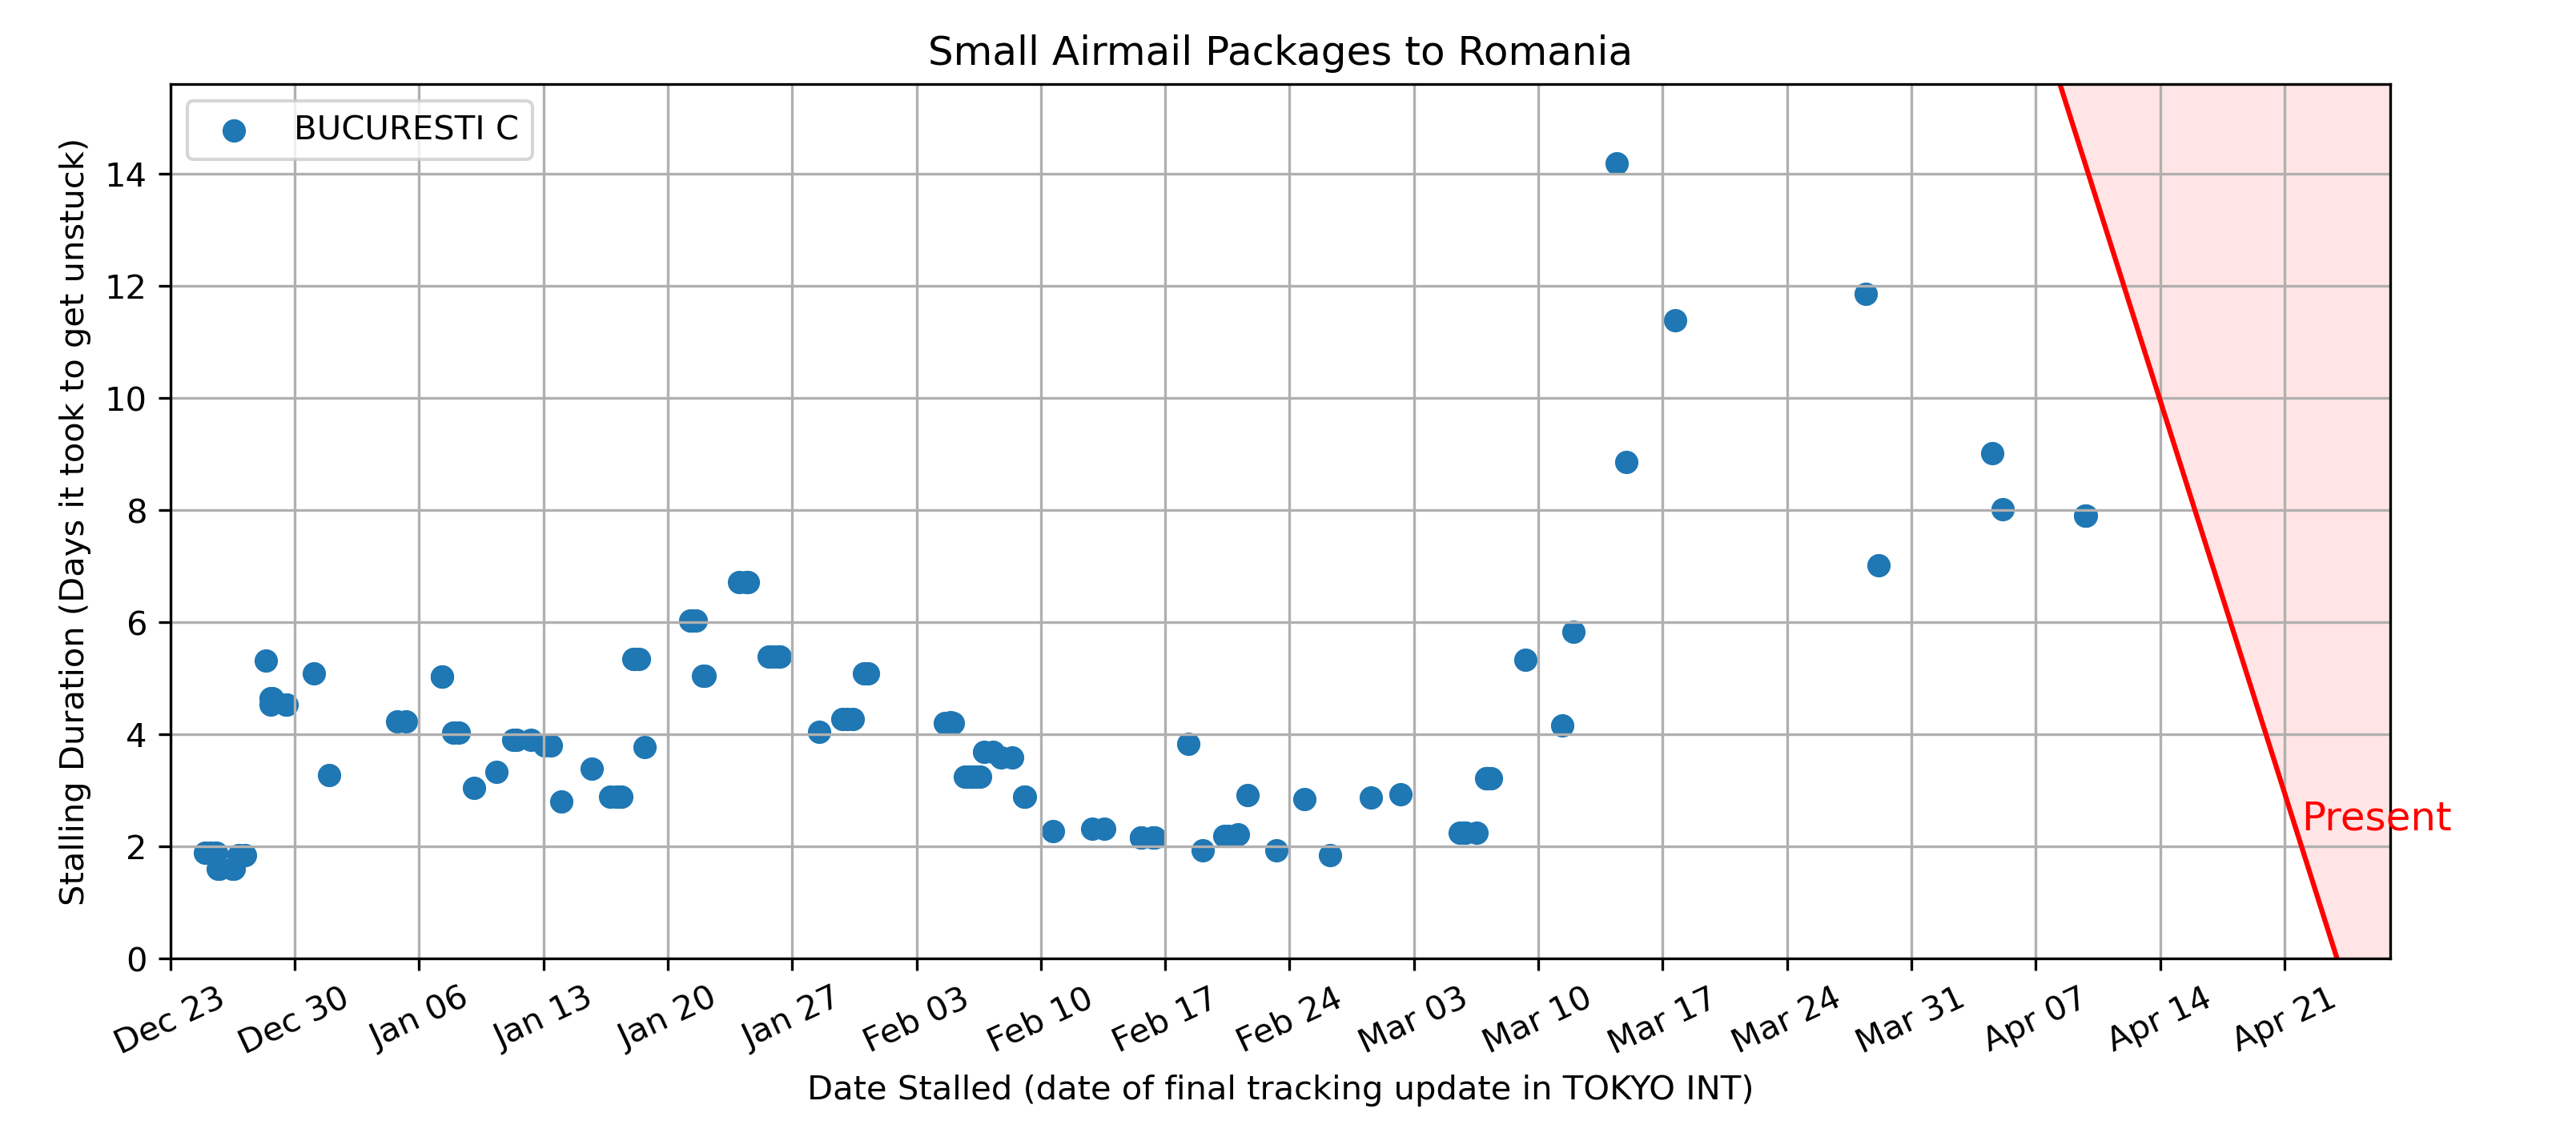 Small Airmail Packages to Romania
BUCURESTI C
Stalling Duration (Days it took to get unstuck)
14
12
10
8
6
4
2
0
Present
Dec 23
Dec 30
Jan 06
Jan 13
Jan 20
Jan 27
Feb 03
Feb 10
Feb 17
Feb 24
Mar 03
Mar 10
Mar 17
Mar 24
Mar 31
Apr 07
Apr 14
Apr 21
Date Stalled (date of final tracking update in TOKYO INT)